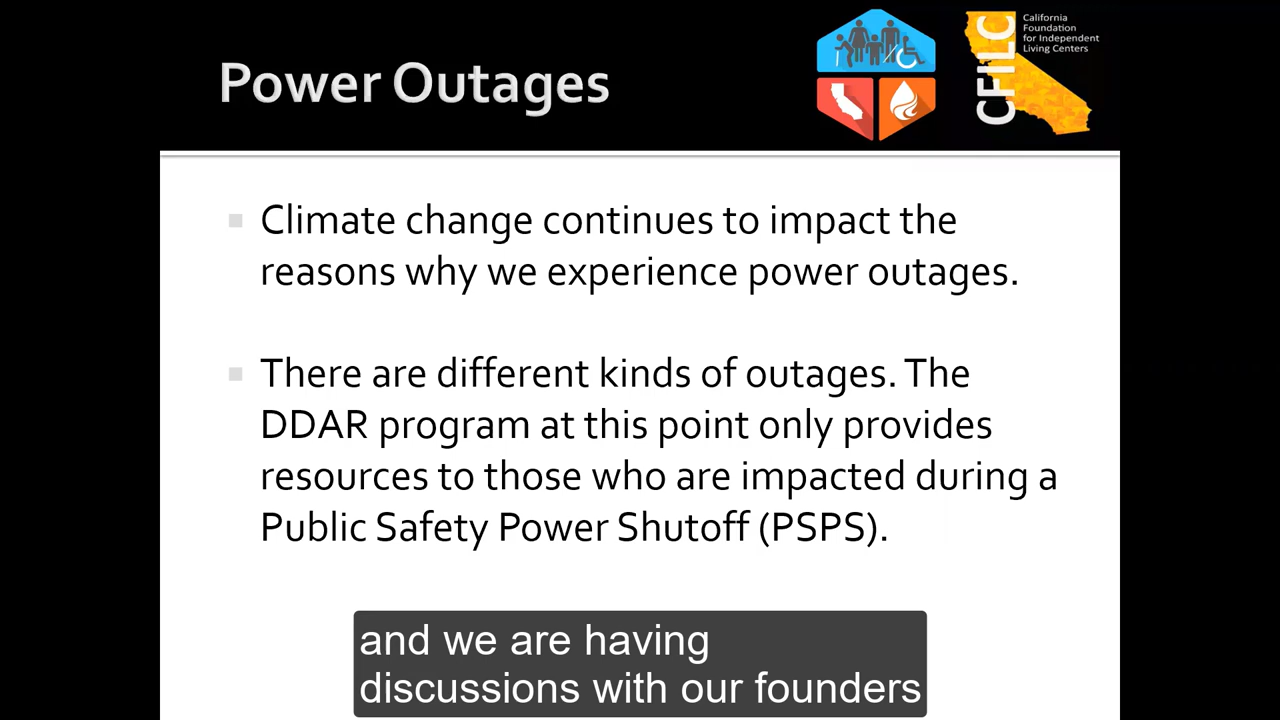 Power Outages
CFILC
California
Foundation
for Independent
Living Centers
Climate change continues to impact the
reasons why we experience power outages.
There are different kinds of outages. The
DDAR program at this point only provides
resources to those who are impacted during a
Public Safety Power Shutoff (PSPS).
and we are having
discussions with our founders